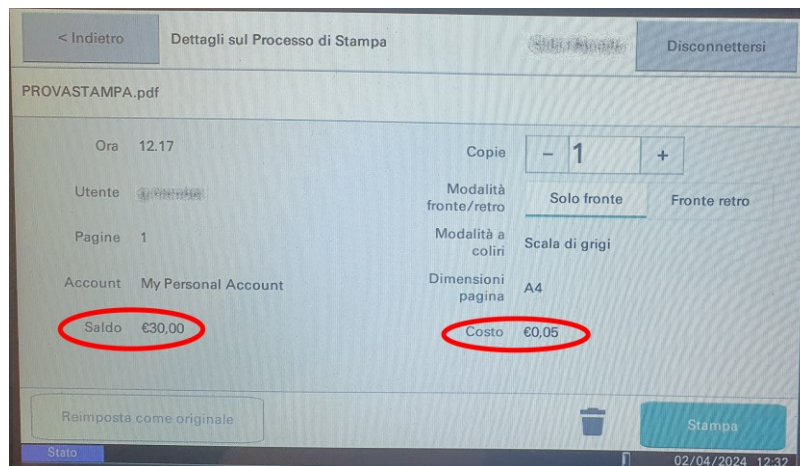 < Indietro Dettagli sul Processo di Stampa Disconnettersi
PROVASTAMPA.pdf
Ora 12.17
Utente
Pagine 1
Account My Personal Account
Saldo €30,00
Copie − 1 +
Modalità
fronte/retro Solo fronte Fronte retro
Modalità a
coliri Scala di grigi
Dimensioni
pagina A4
Costo €0,05
Reimposta come originale Stampa
Stato 02/04/2024 12:32